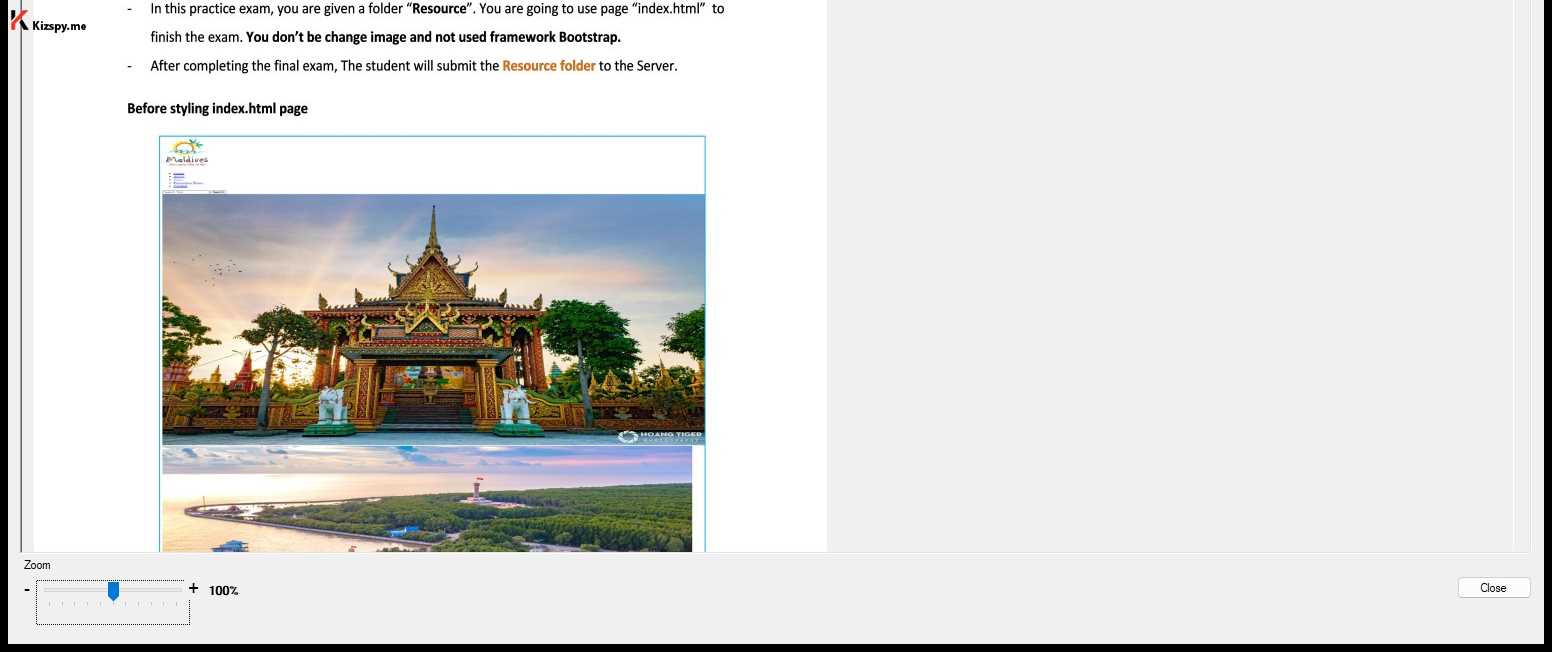 - In this practice exam, you are given a folder “Resource”. You are going to use page “index.html” to
Kizspy.me
finish the exam. You don’t be change image and not used framework Bootstrap.
- After completing the final exam, The student will submit the Resource folder to the Server.
Before styling index.html page
Maldives
HOANG TIGER
Zoom
- + 100%
Close